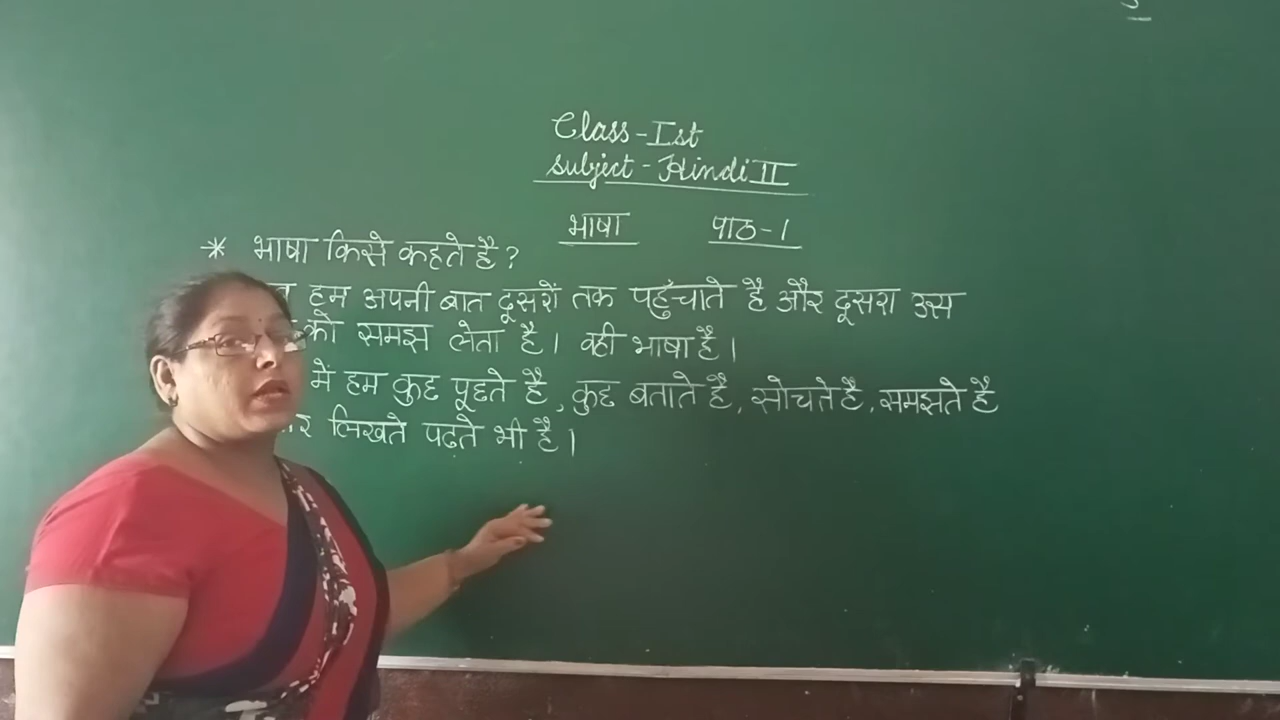 Class-Ist
Subject-Hindi II
भाषा पाठ-1
* भाषा किसे कहते है?
हम अपनी बात दूसरों तक पहुँचाते है और दूसरा उस
को समझ लेता है। वही भाषा है।
में हम कुछ पूछते है, कुछ बताते है, सोचते है, समझते है
लिखते पढ़ते भी है।